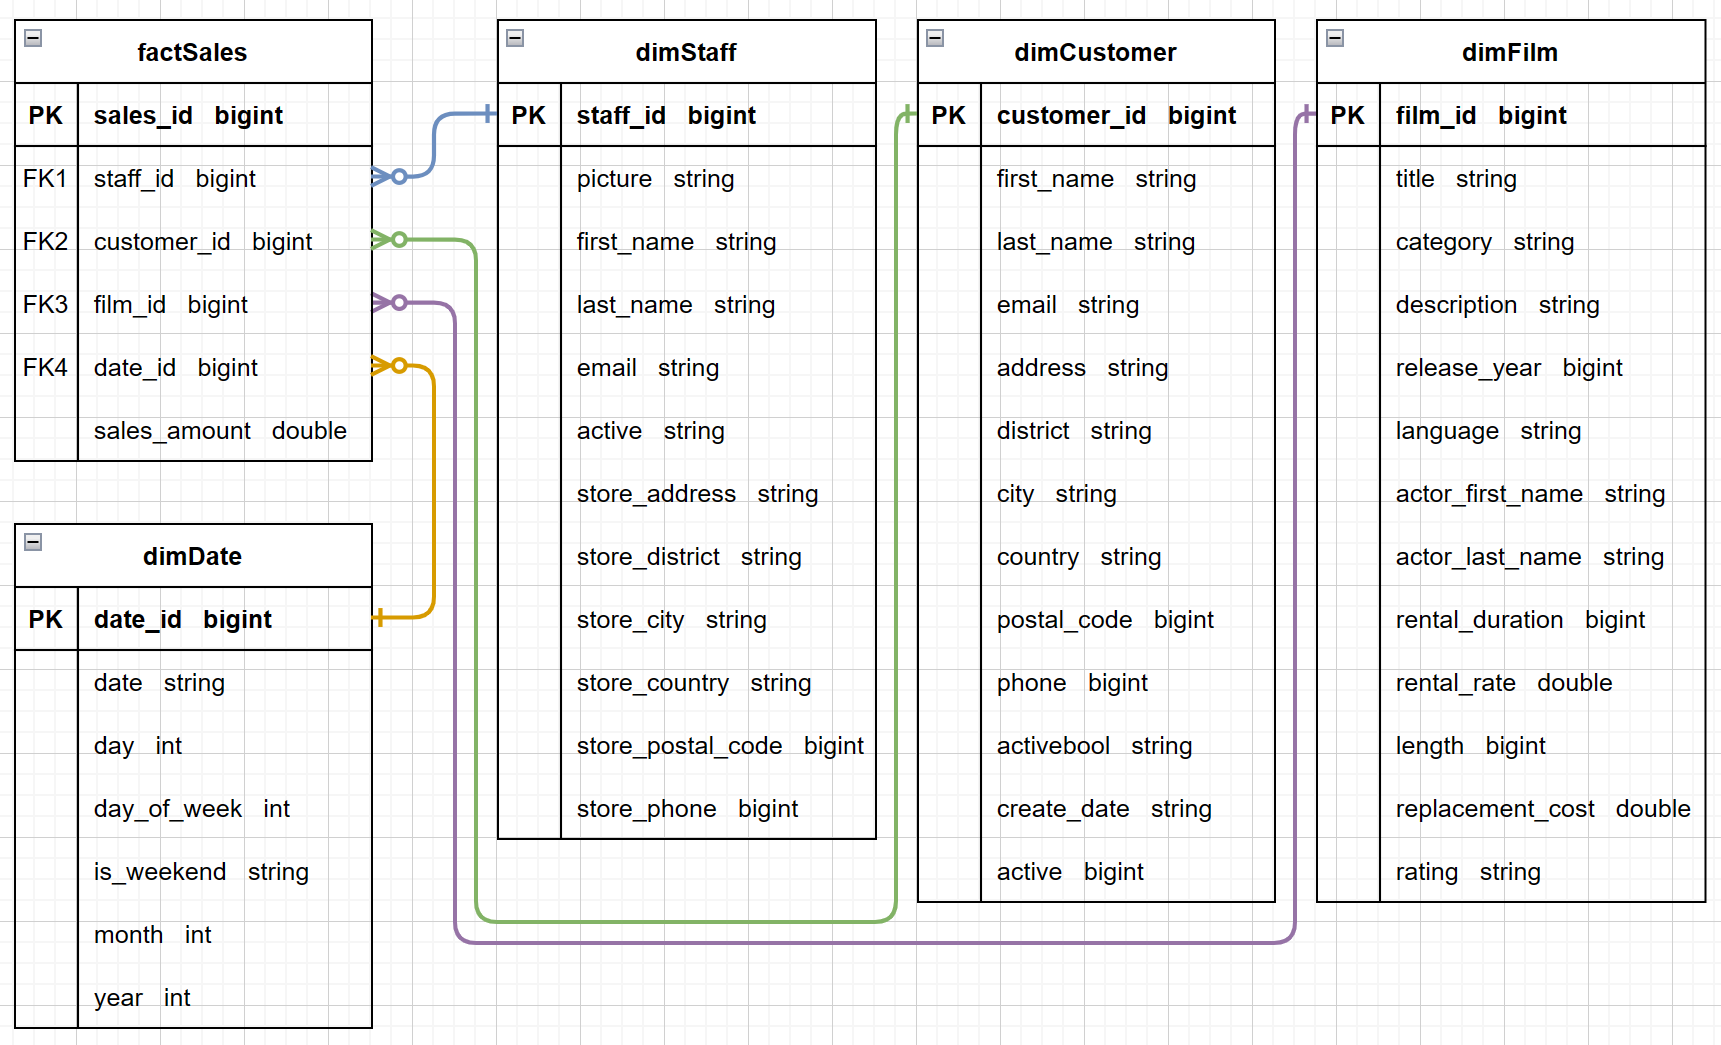 factSales
PK sales_id bigint
FK1 staff_id bigint
FK2 customer_id bigint
FK3 film_id bigint
FK4 date_id bigint
sales_amount double
dimDate
PK date_id bigint
date string
day int
day_of_week int
is_weekend string
month int
year int
dimStaff
PK staff_id bigint
picture string
first_name string
last_name string
email string
active string
store_address string
store_district string
store_city string
store_country string
store_postal_code bigint
store_phone bigint
dimCustomer
PK customer_id bigint
first_name string
last_name string
email string
address string
district string
city string
country string
postal_code bigint
phone bigint
activebool string
create_date string
active bigint
dimFilm
PK film_id bigint
title string
category string
description string
release_year bigint
language string
actor_first_name string
actor_last_name string
rental_duration bigint
rental_rate double
length bigint
replacement_cost double
rating string